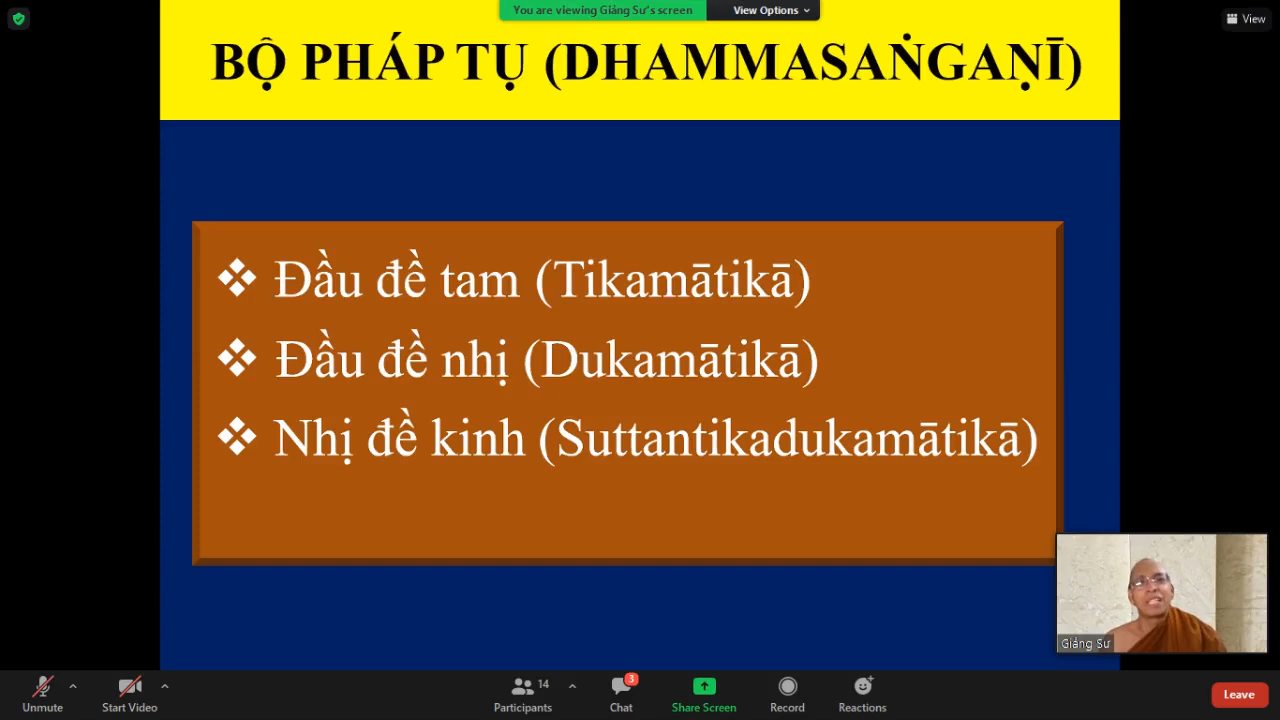 You are viewing Giảng Sư's screen
View Options
View
BỘ PHÁP TỤ (DHAMMASAṄGAṆĪ)
❖ Đầu đề tam (Tikamātikā)
❖ Đầu đề nhị (Dukamātikā)
❖ Nhị đề kinh (Suttantikadukamātikā)
Giảng Sư
Unmute
Start Video
Participants
14
Chat
3
Share Screen
Record
Reactions
Leave